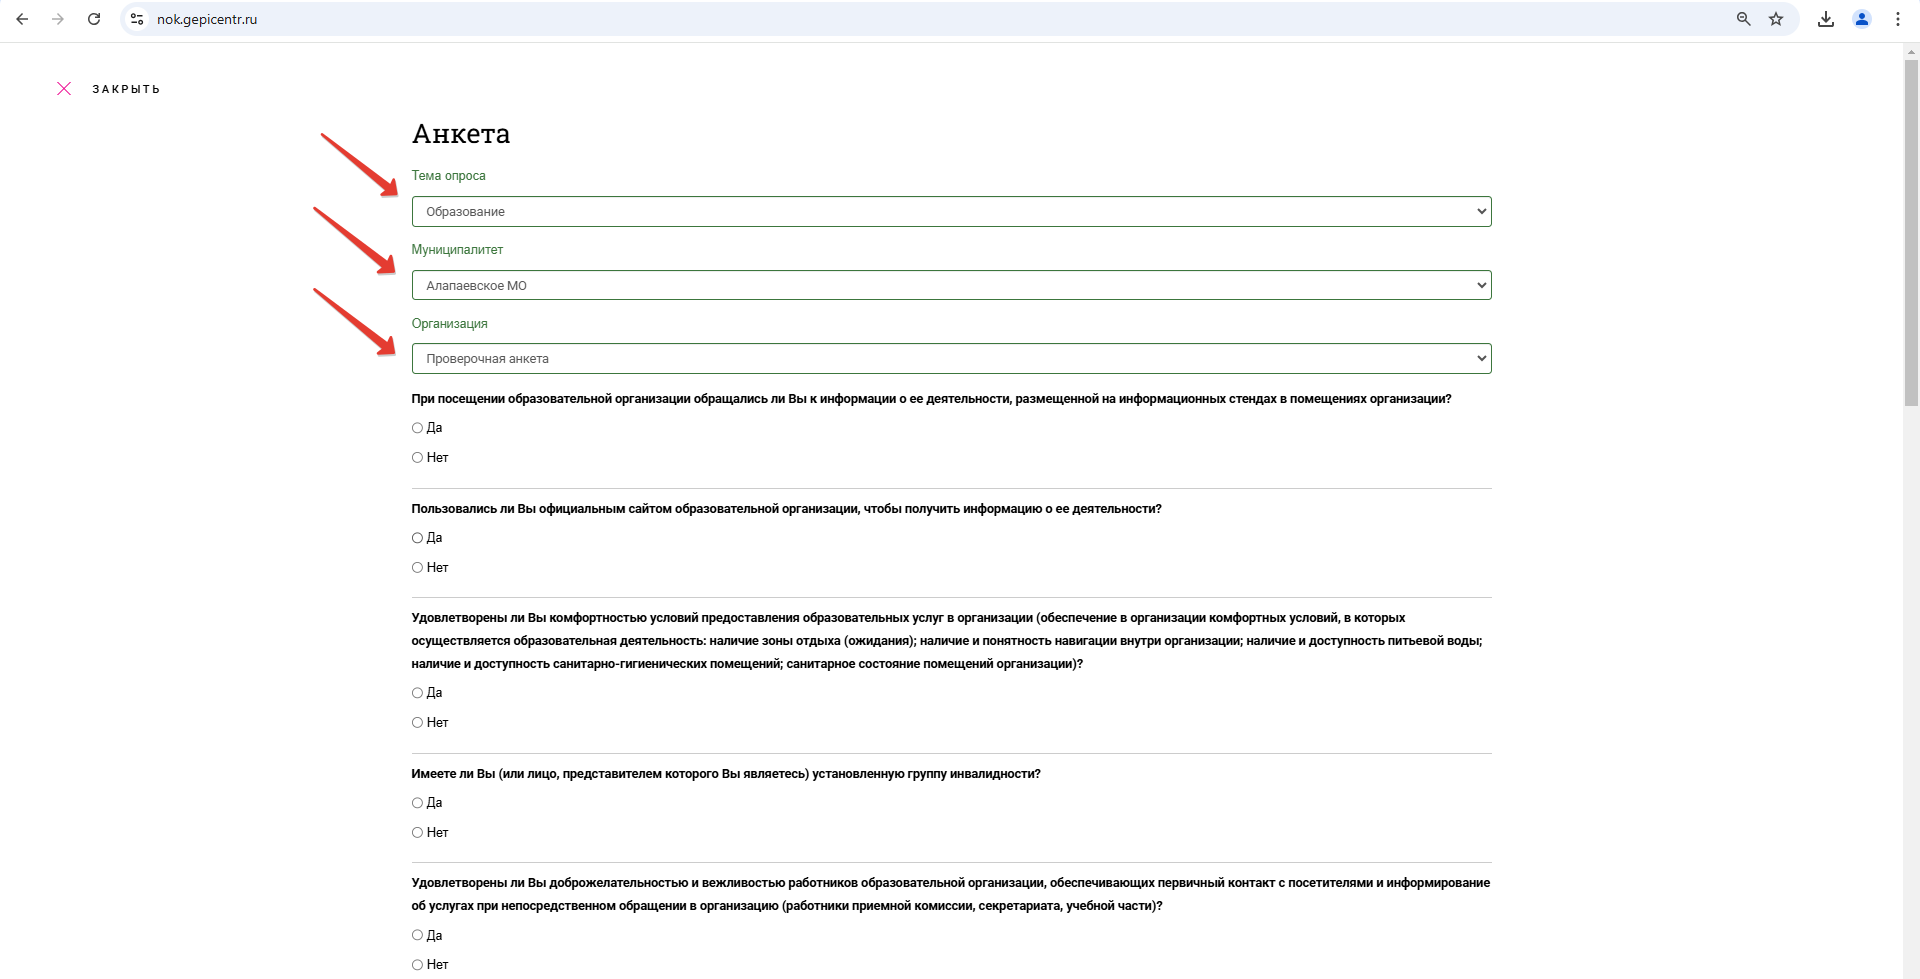 nok.gepicentr.ru
ЗАКРЫТЬ
Анкета
Тема опроса
Образование
Муниципалитет
Алапаевское МО
Организация
Проверочная анкета
При посещении образовательной организации обращались ли Вы к информации о ее деятельности, размещенной на информационных стендах в помещениях организации?
Да
Нет
Пользовались ли Вы официальным сайтом образовательной организации, чтобы получить информацию о ее деятельности?
Да
Нет
Удовлетворены ли Вы комфортностью условий предоставления образовательных услуг в организации (обеспечение в организации комфортных условий, в которых
осуществляется образовательная деятельность: наличие зоны отдыха (ожидания); наличие и понятность навигации внутри организации; наличие и доступность питьевой воды;
наличие и доступность санитарно-гигиенических помещений; санитарное состояние помещений организации)?
Да
Нет
Имеете ли Вы (или лицо, представителем которого Вы являетесь) установленную группу инвалидности?
Да
Нет
Удовлетворены ли Вы доброжелательностью и вежливостью работников образовательной организации, обеспечивающих первичный контакт с посетителями и информирование
об услугах при непосредственном обращении в организацию (работники приемной комиссии, секретариата, учебной части)?
Да
Нет